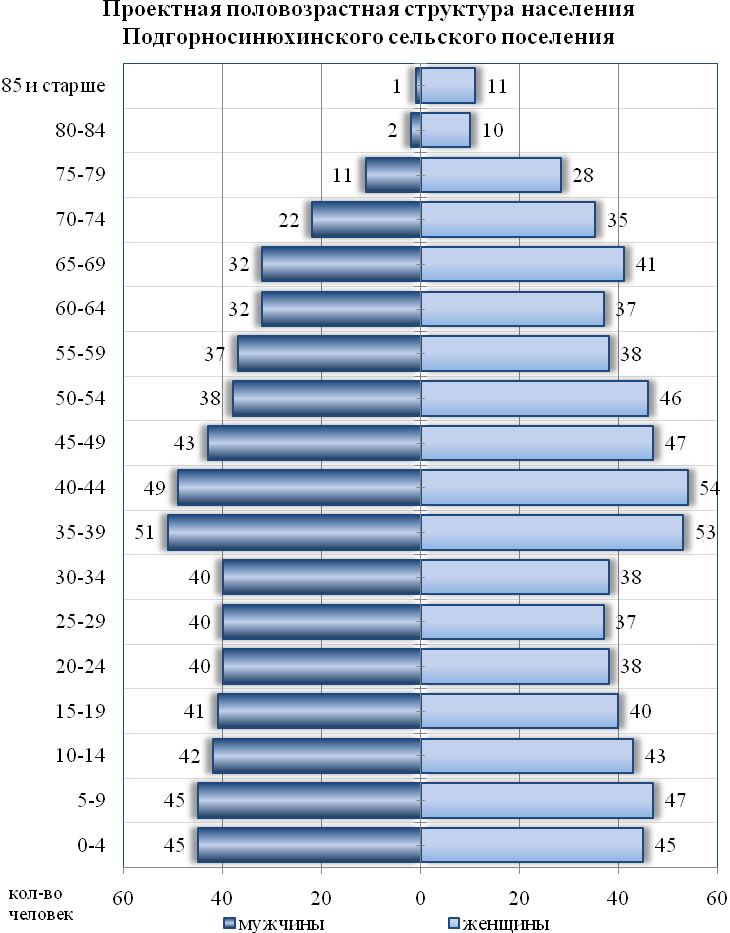 Проектная половозрастная структура населения
Подгорносинюхинского сельского поселения
85 и старше 1 11
80-84 2 10
75-79 11 28
70-74 22 35
65-69 32 41
60-64 32 37
55-59 37 38
50-54 38 46
45-49 43 47
40-44 49 54
35-39 51 53
30-34 40 38
25-29 40 37
20-24 40 38
15-19 41 40
10-14 42 43
5-9 45 47
0-4 45 45
60 40 20 0 20 40 60
кол-во
человек
мужчины женщины